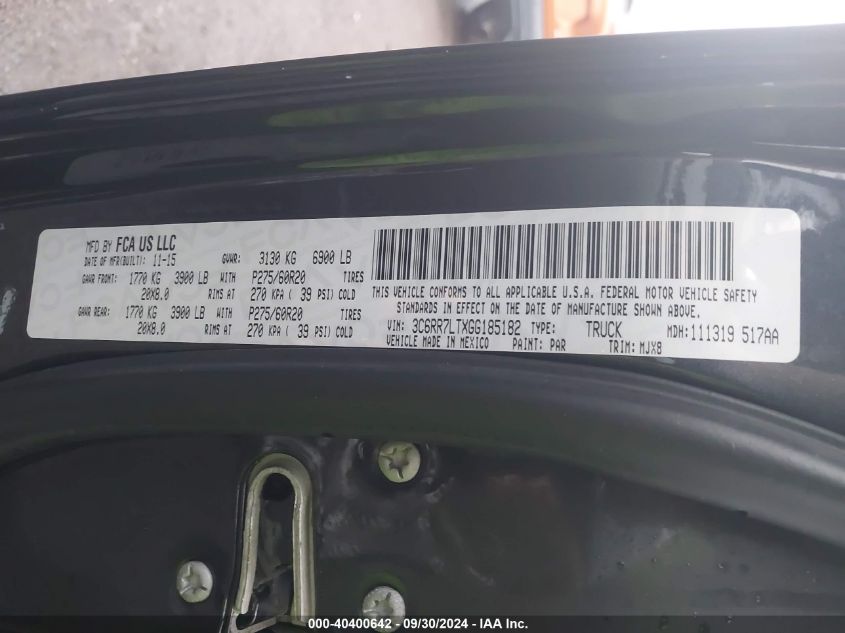 MFD BY FCA US LLC
DATE OF MFR(BUILT): 11-15 GVWR: 3130 KG 6900 LB
GAWR FRONT: 1770 KG 3900 LB WITH P275/60R20 TIRES
20X8.0 RIMS AT 270 KPA ( 39 PSI) COLD
GAWR REAR: 1770 KG 3900 LB WITH P275/60R20 TIRES
20X8.0 RIMS AT 270 KPA ( 39 PSI) COLD
THIS VEHICLE CONFORMS TO ALL APPLICABLE U.S.A. FEDERAL MOTOR VEHICLE SAFETY
STANDARDS IN EFFECT ON THE DATE OF MANUFACTURE SHOWN ABOVE.
VIN: 3C6RR7LTXGG185182 TYPE: TRUCK MDH:111319 517AA
VEHICLE MADE IN MEXICO PAINT: PAR TRIM: MJX8
000-40400642 - 09/30/2024 - IAA Inc.